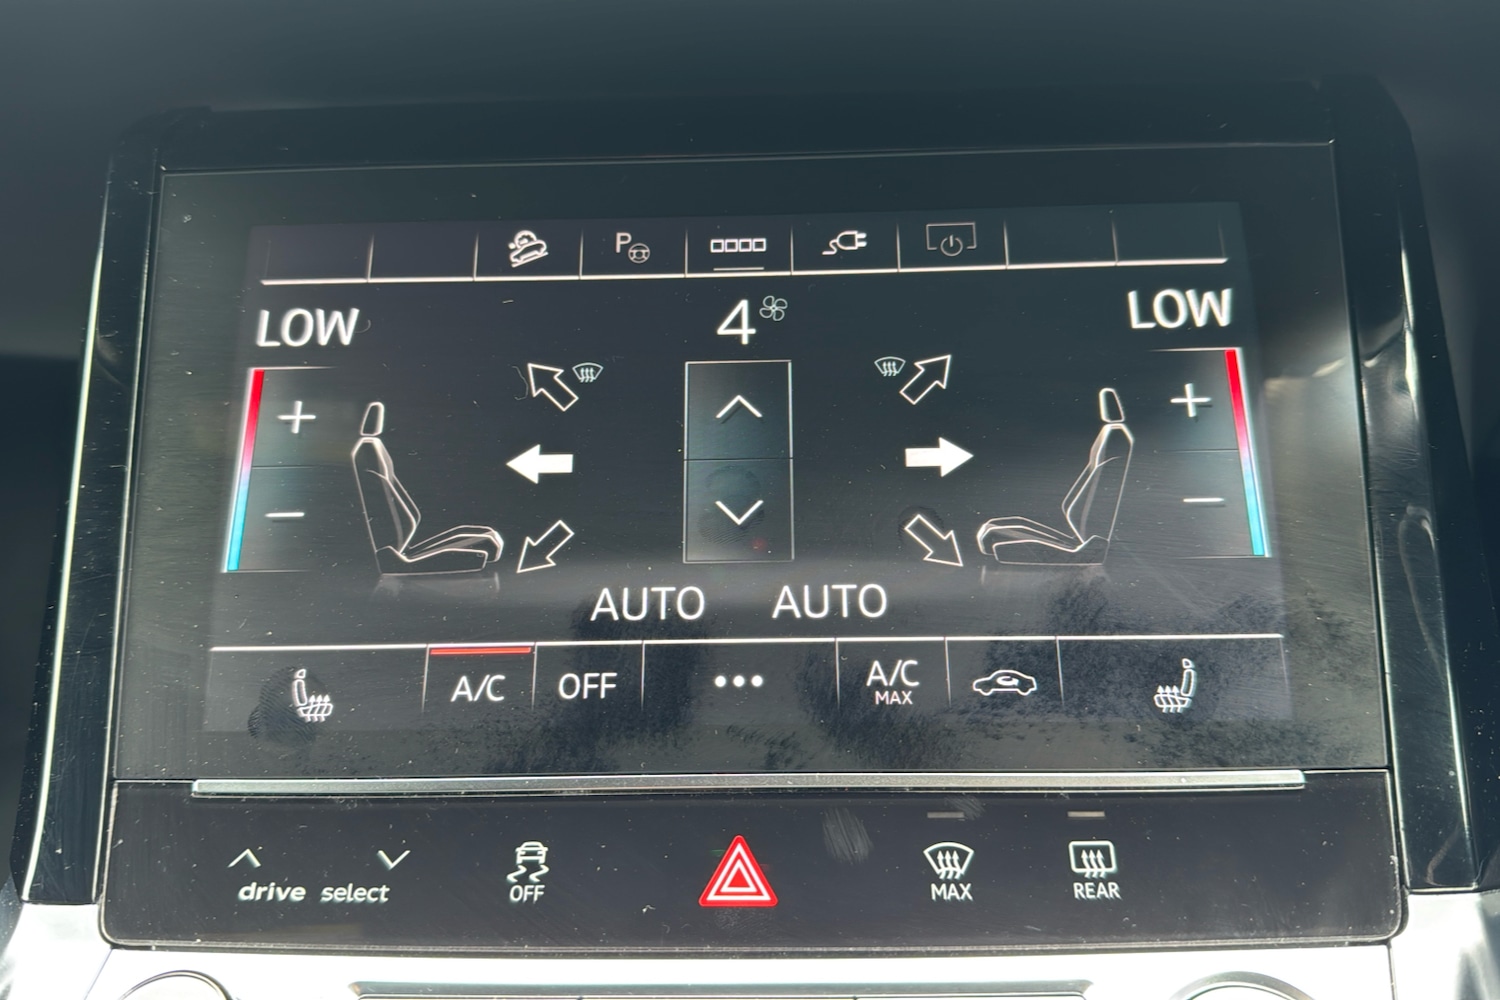 P
LOW
4
LOW
AUTO AUTO
A/C
OFF
A/C
MAX
drive select
OFF
MAX
REAR